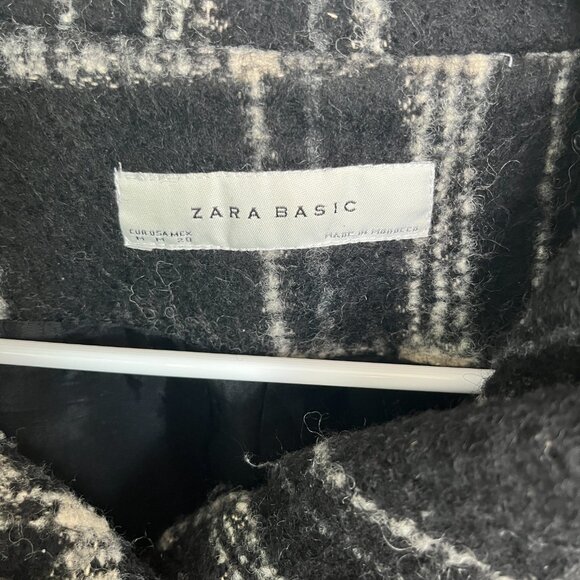 ZARA BASIC
EUR USA MEX
M M 28
MADE IN MOROCCO